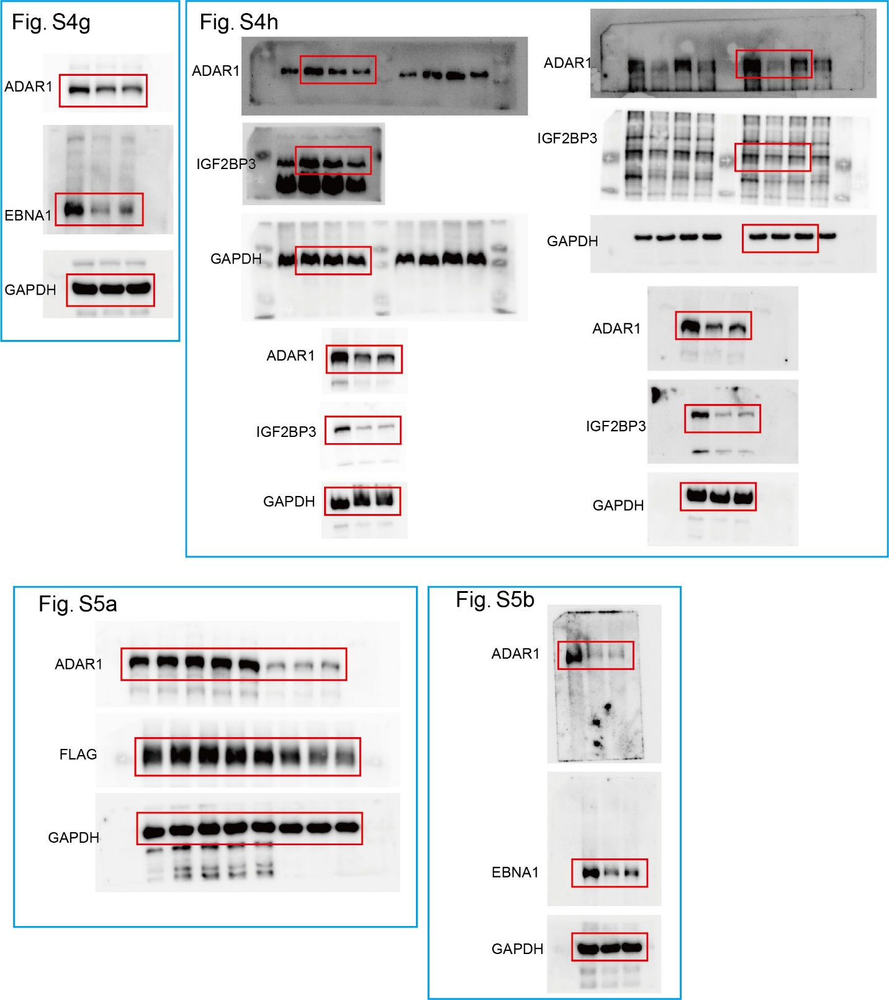 Fig. S4g
ADAR1
EBNA1
GAPDH
Fig. S4h
ADAR1
IGF2BP3
GAPDH
ADAR1
IGF2BP3
GAPDH
ADAR1
IGF2BP3
GAPDH
ADAR1
IGF2BP3
GAPDH
Fig. S5a
ADAR1
FLAG
GAPDH
Fig. S5b
ADAR1
EBNA1
GAPDH